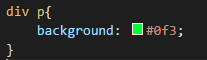 div p{
    background: #0f3;
}